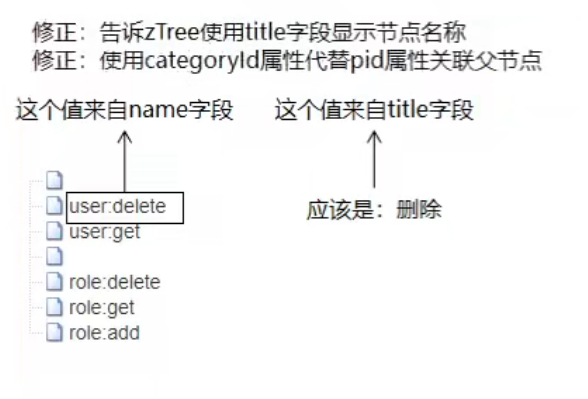 修正：告诉zTree使用title字段显示节点名称
修正：使用categoryId属性代替pid属性关联父节点
这个值来自name字段
这个值来自title字段
user:delete
应该是：删除
user:get
role:delete
role:get
role:add